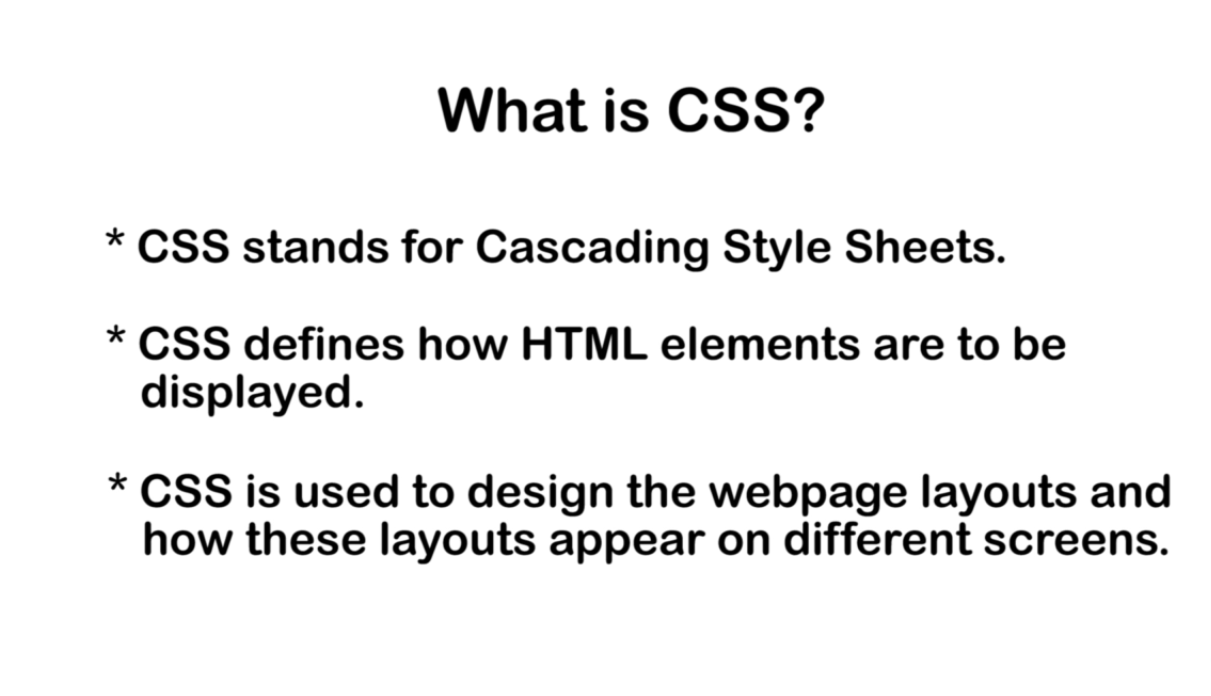 What is CSS?
* CSS stands for Cascading Style Sheets.
* CSS defines how HTML elements are to be
displayed.
* CSS is used to design the webpage layouts and
how these layouts appear on different screens.